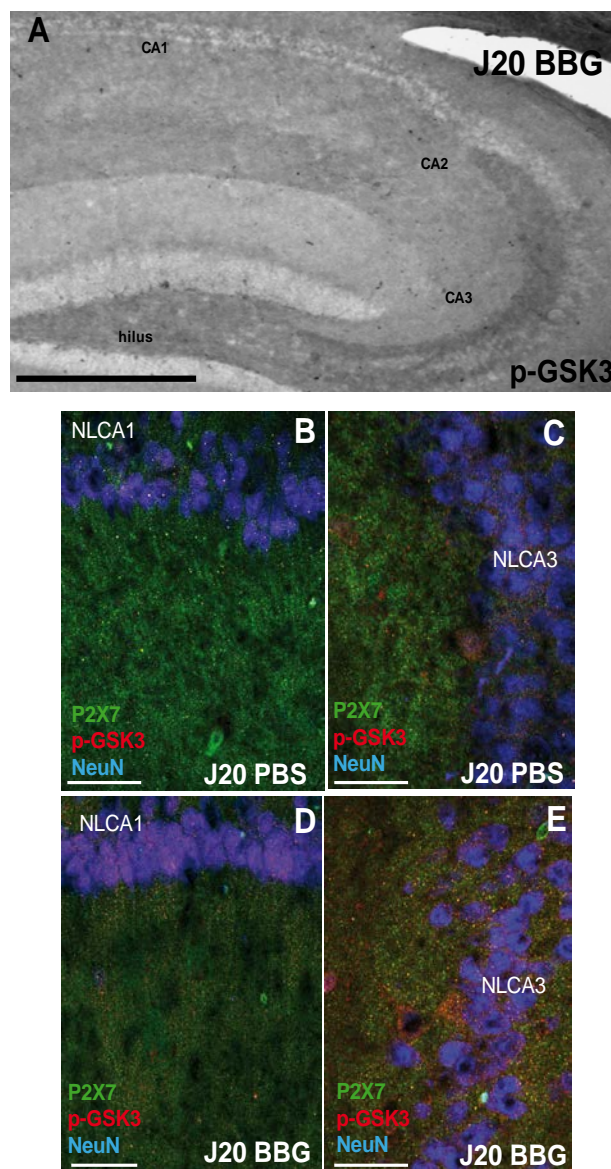 A
CA1
J20 BBG
CA2
CA3
hilus
p-GSK3
NLCA1
B
P2X7
p-GSK3
NeuN
J20 PBS
C
NLCA3
P2X7
p-GSK3
NeuN
J20 PBS
NLCA1
D
P2X7
p-GSK3
NeuN
J20 BBG
E
NLCA3
P2X7
p-GSK3
NeuN
J20 BBG